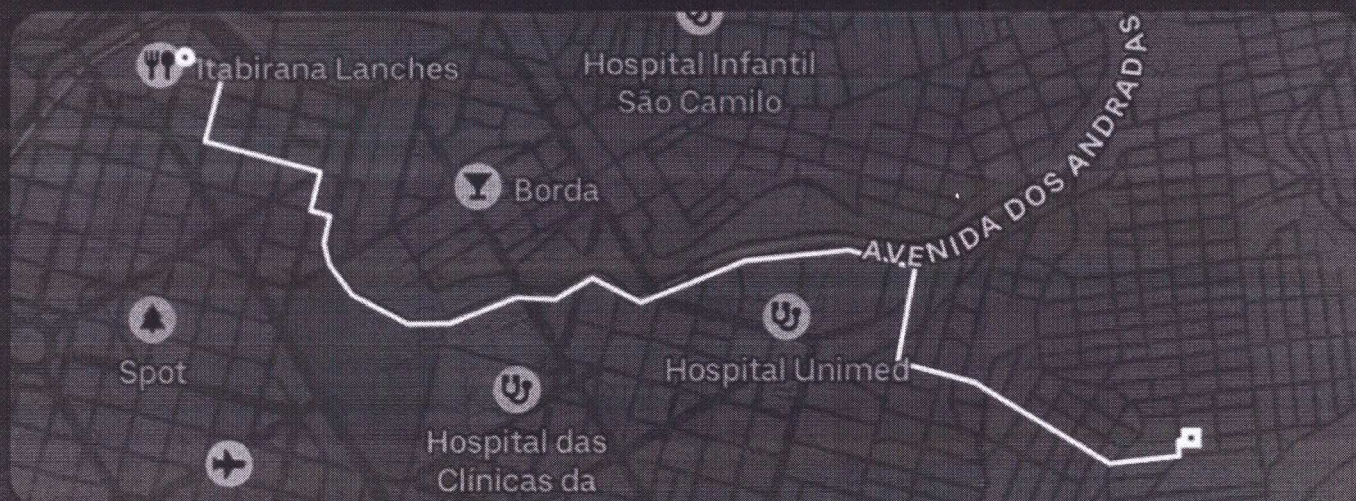 Itabirana Lanches
Hospital Infantil
São Camilo
AVENIDA DOS ANDRADAS
Borda
Spot
Hospital Unimed
Hospital das
Clínicas da